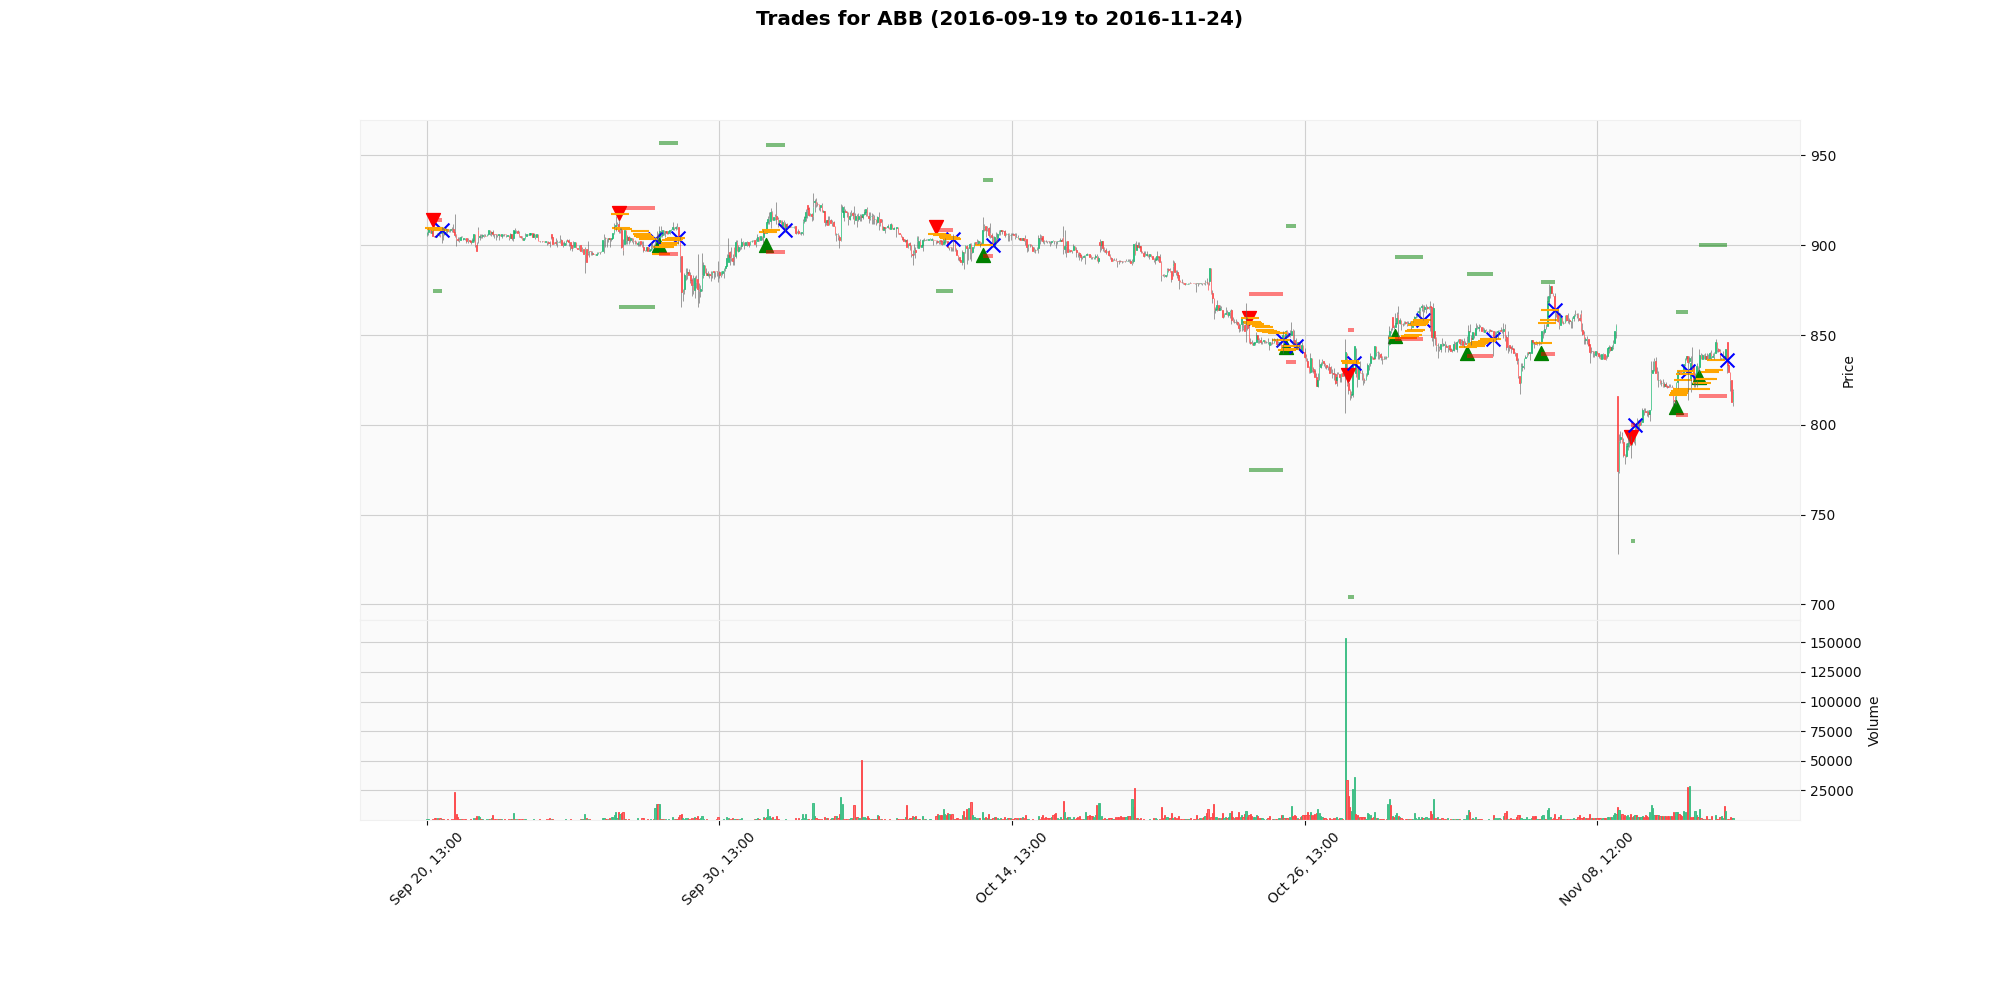 Trades for ABB (2016-09-19 to 2016-11-24)
950
900
850
800
750
700
Price
150000
125000
100000
75000
50000
25000
Volume
Sep 20, 13:00
Sep 30, 13:00
Oct 14, 13:00
Oct 26, 13:00
Nov 08, 12:00